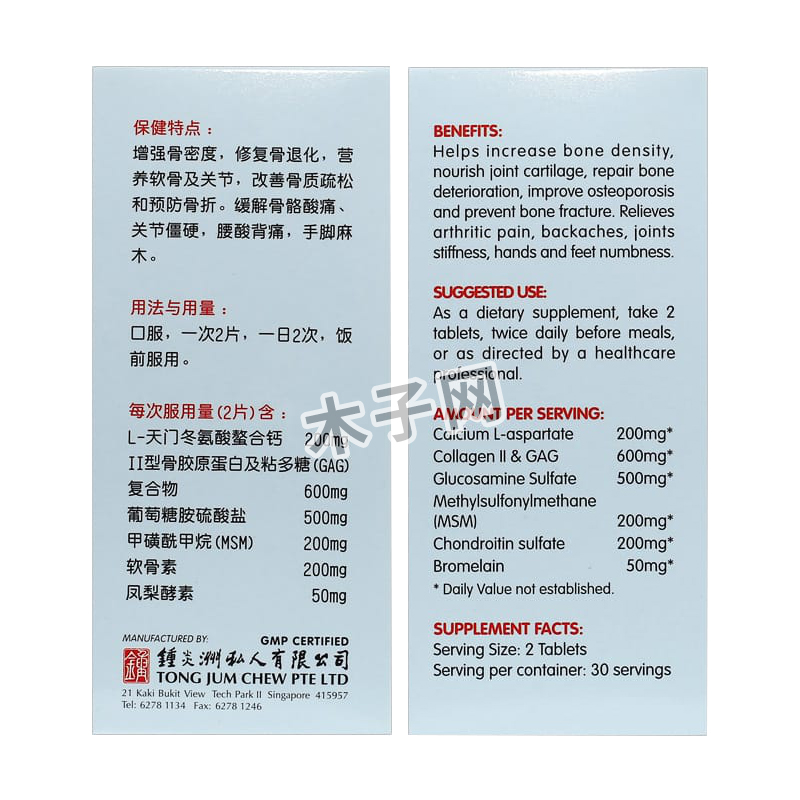 保健特点：
增强骨密度，修复骨退化，营
养软骨及关节，改善骨质疏松
和预防骨折。缓解骨骼酸痛、
关节僵硬，腰酸背痛，手脚麻
木。
用法与用量：
口服，一次2片，一日2次，饭
前服用。
每次服用量(2片)含：
L-天门冬氨酸螯合钙 200mg
II型骨胶原蛋白及粘多糖(GAG)
复合物 600mg
葡萄糖胺硫酸盐 500mg
甲磺酰甲烷(MSM) 200mg
软骨素 200mg
凤梨酵素 50mg
MANUFACTURED BY: GMP CERTIFIED
鍾炎洲私人有限公司
TONG JUM CHEW PTE LTD
21 Kaki Bukit View Tech Park II Singapore 415957
Tel: 6278 1134 Fax: 6278 1246
BENEFITS:
Helps increase bone density,
nourish joint cartilage, repair bone
deterioration, improve osteoporosis
and prevent bone fracture. Relieves
arthritic pain, backaches, joints
stiffness, hands and feet numbness.
SUGGESTED USE:
As a dietary supplement, take 2
tablets, twice daily before meals,
or as directed by a healthcare
professional.
AMOUNT PER SERVING:
Calcium L-aspartate 200mg*
Collagen II & GAG 600mg*
Glucosamine Sulfate 500mg*
Methylsulfonylmethane
(MSM) 200mg*
Chondroitin sulfate 200mg*
Bromelain 50mg*
* Daily Value not established.
SUPPLEMENT FACTS:
Serving Size: 2 Tablets
Serving per container: 30 servings
木子网